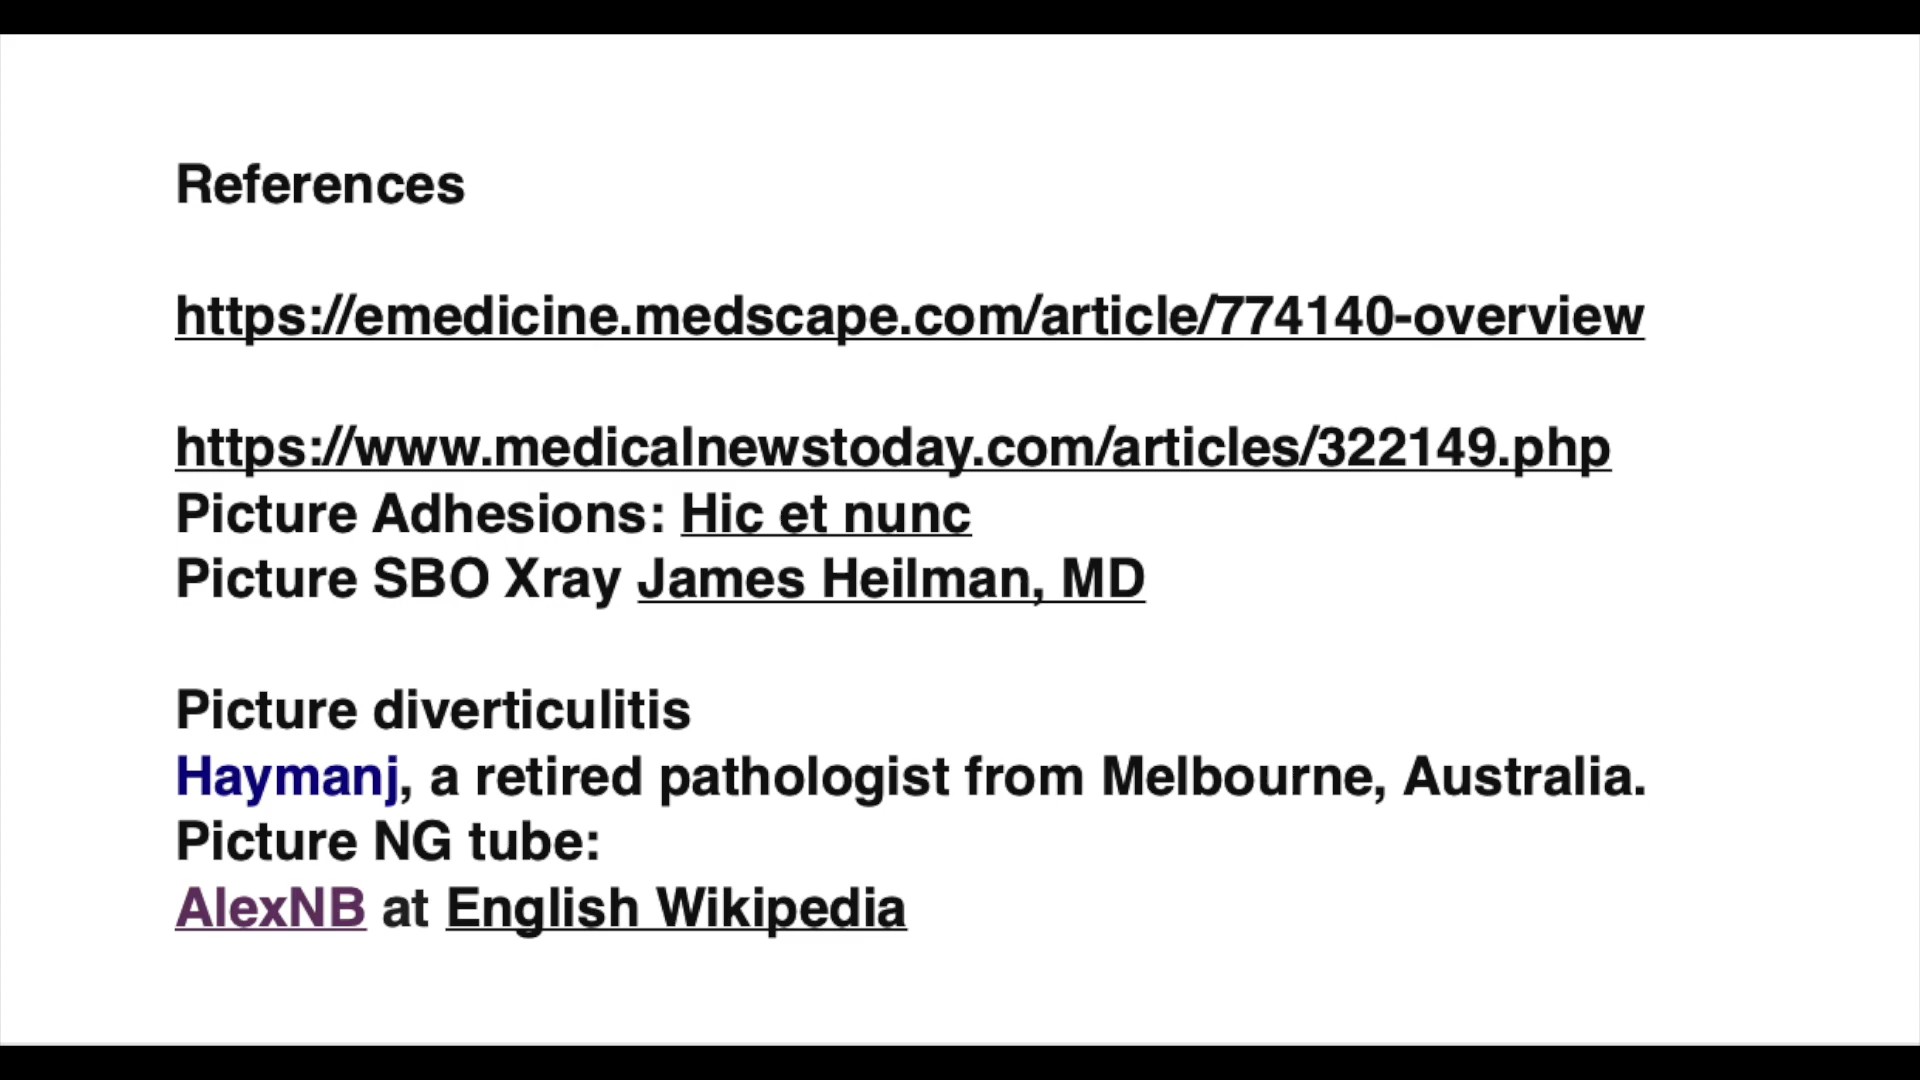 References
https://emedicine.medscape.com/article/774140-overview
https://www.medicalnewstoday.com/articles/322149.php
Picture Adhesions: Hic et nunc
Picture SBO Xray James Heilman, MD
Picture diverticulitis
Haymanj, a retired pathologist from Melbourne, Australia.
Picture NG tube:
AlexNB at English Wikipedia